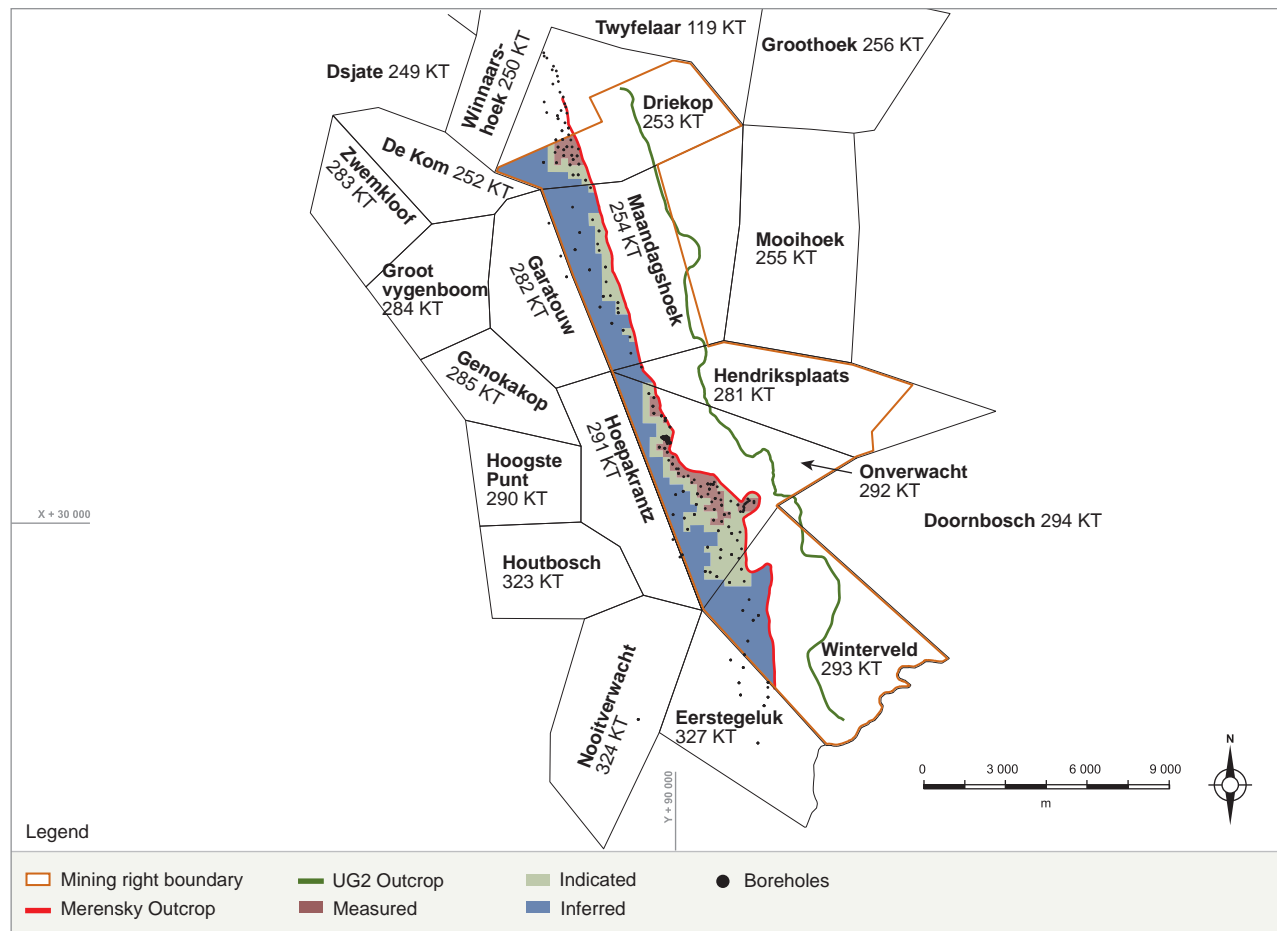 Twyfelaar 119 KT
Groothoek 256 KT
Dsjate 249 KT
Winnaars-
hoek 250 KT
Driekop
253 KT
De Kom 252 KT
Zwemkloof
283 KT
Maandagshoek
254 KT
Mooihoek
255 KT
Groot
vygenboom
284 KT
Garatouw
282 KT
Genokakop
285 KT
Hendriksplaats
281 KT
Hoepakrantz
291 KT
Hoogste
Punt
290 KT
Onverwacht
292 KT
X + 30 000
Doornbosch 294 KT
Houtbosch
323 KT
Winterveld
293 KT
Nooitverwacht
324 KT
Eerstegeluk
327 KT
Y + 90 000
0 3 000 6 000 9 000
m
N
Legend
Mining right boundary
UG2 Outcrop
Indicated
Boreholes
Merensky Outcrop
Measured
Inferred